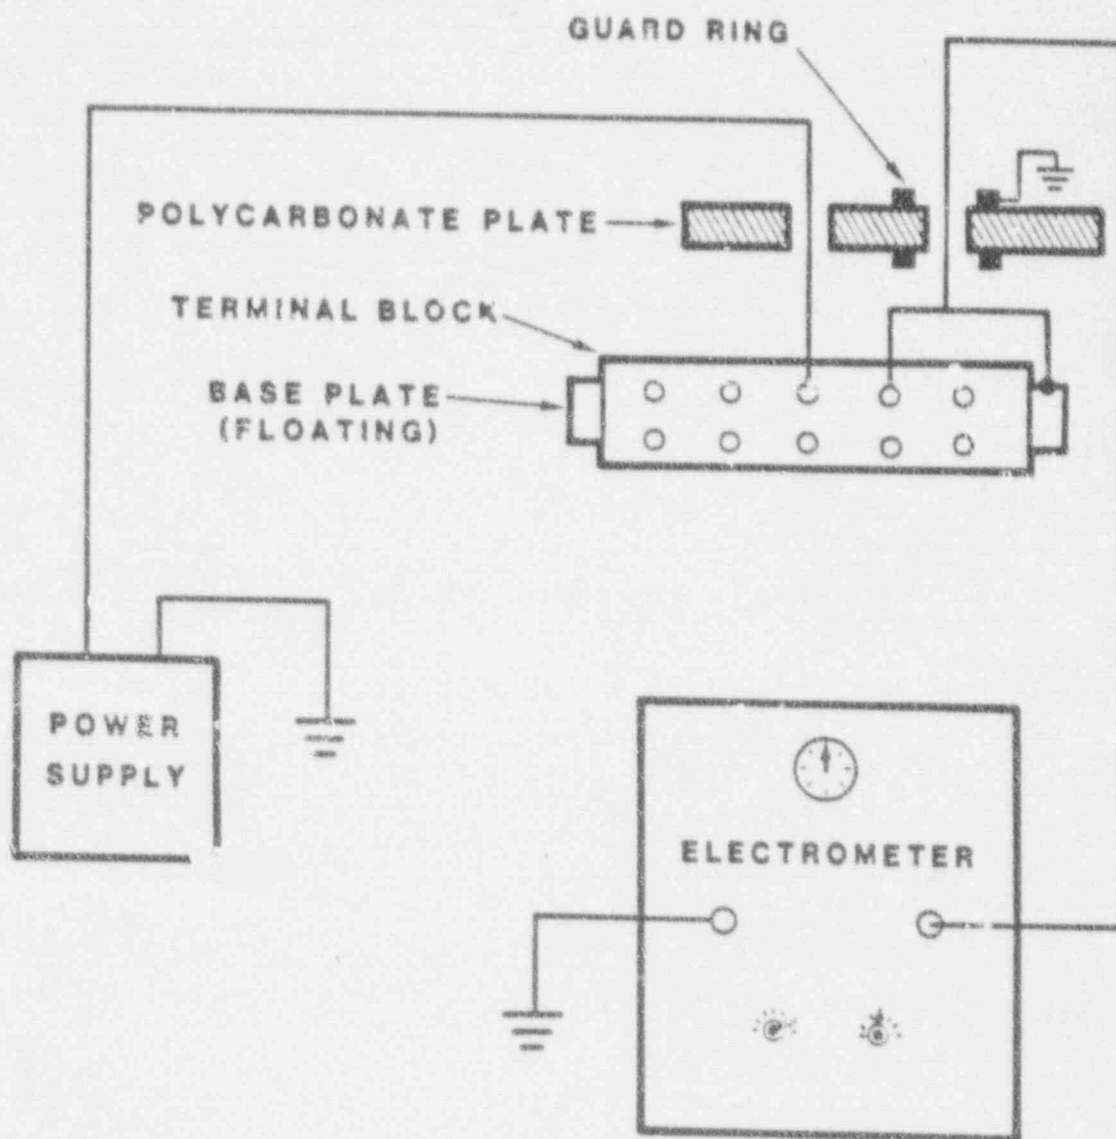 GUARD RING
POLYCARBONATE PLATE
TERMINAL BLOCK
BASE PLATE
(FLOATING)
POWER
SUPPLY
ELECTROMETER